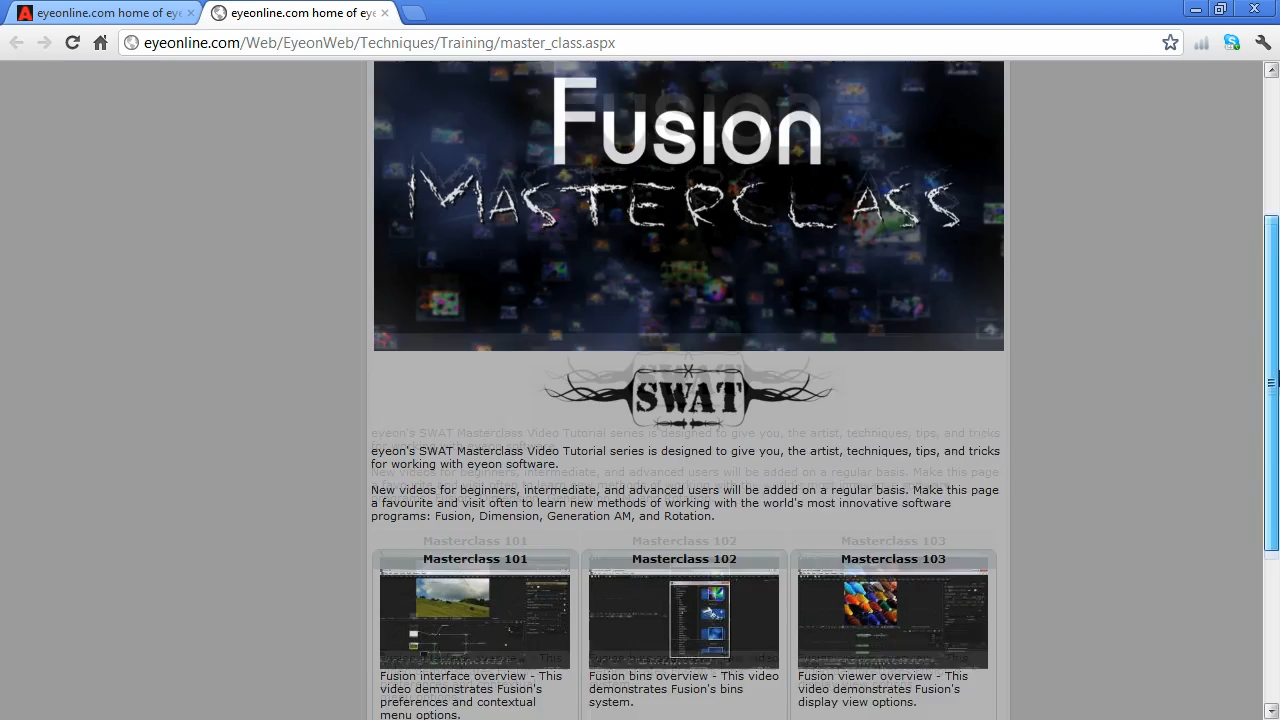 eyeonline.com home of eye
eyeonline.com home of eye
eyeonline.com/Web/EyeonWeb/Techniques/Training/master_class.aspx
Fusion
MASTERCLASS
SWAT
eyeon's SWAT Masterclass Video Tutorial series is designed to give you, the artist, techniques, tips, and tricks
for working with eyeon software.
New videos for beginners, intermediate, and advanced users will be added on a regular basis. Make this page
a favourite and visit often to learn new methods of working with the world's most innovative software
programs: Fusion, Dimension, Generation AM, and Rotation.
Masterclass 101 Masterclass 102 Masterclass 103
Fusion interface overview - This Fusion bins overview - This video Fusion viewer overview - This
video demonstrates Fusion's demonstrates Fusion's bins video demonstrates Fusion's
preferences and contextual system. display view options.
menu options.